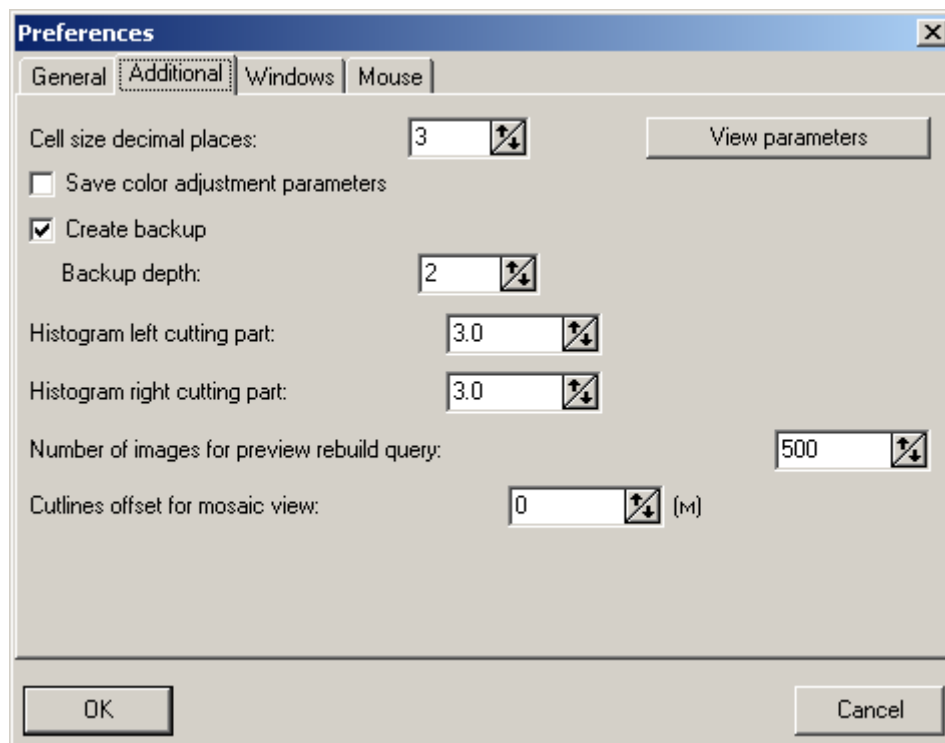 Preferences
General Additional Windows Mouse
Cell size decimal places: 3 View parameters
Save color adjustment parameters
Create backup
Backup depth: 2
Histogram left cutting part: 3.0
Histogram right cutting part: 3.0
Number of images for preview rebuild query: 500
Cutlines offset for mosaic view: 0 (м)
OK Cancel